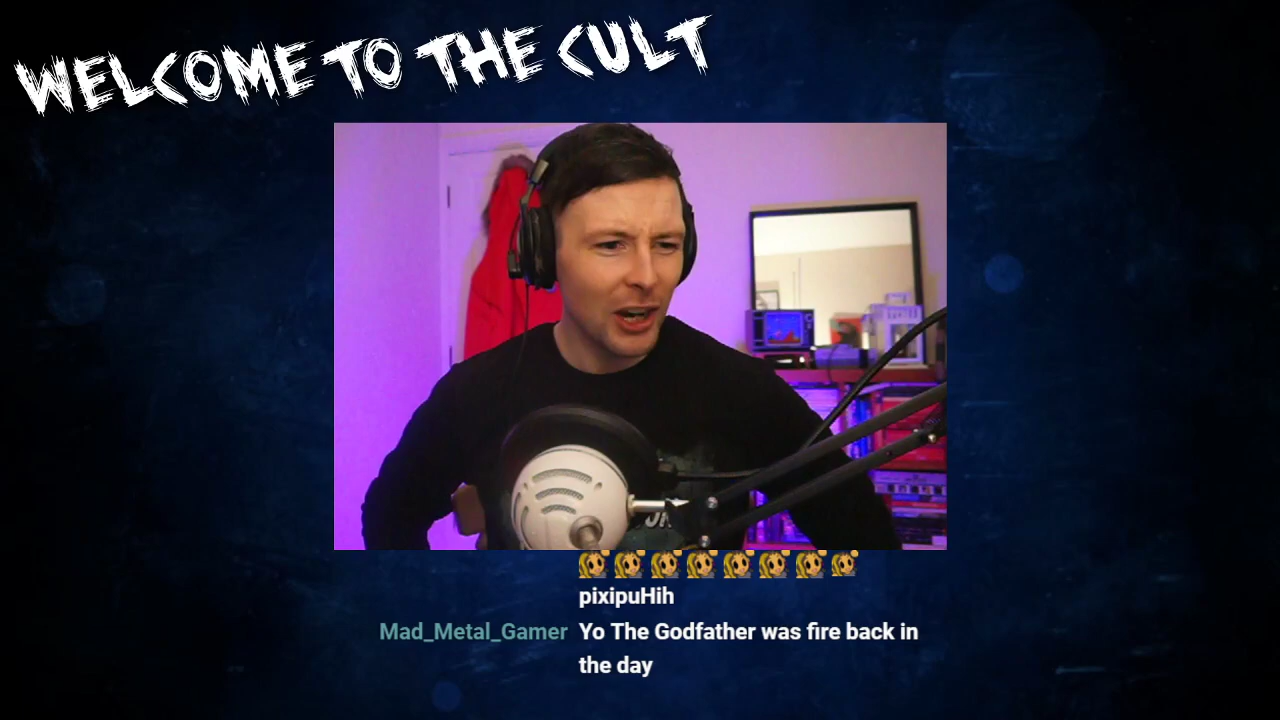 WELCOME TO THE CULT
pixipuHih
Mad_Metal_Gamer Yo The Godfather was fire back in
the day